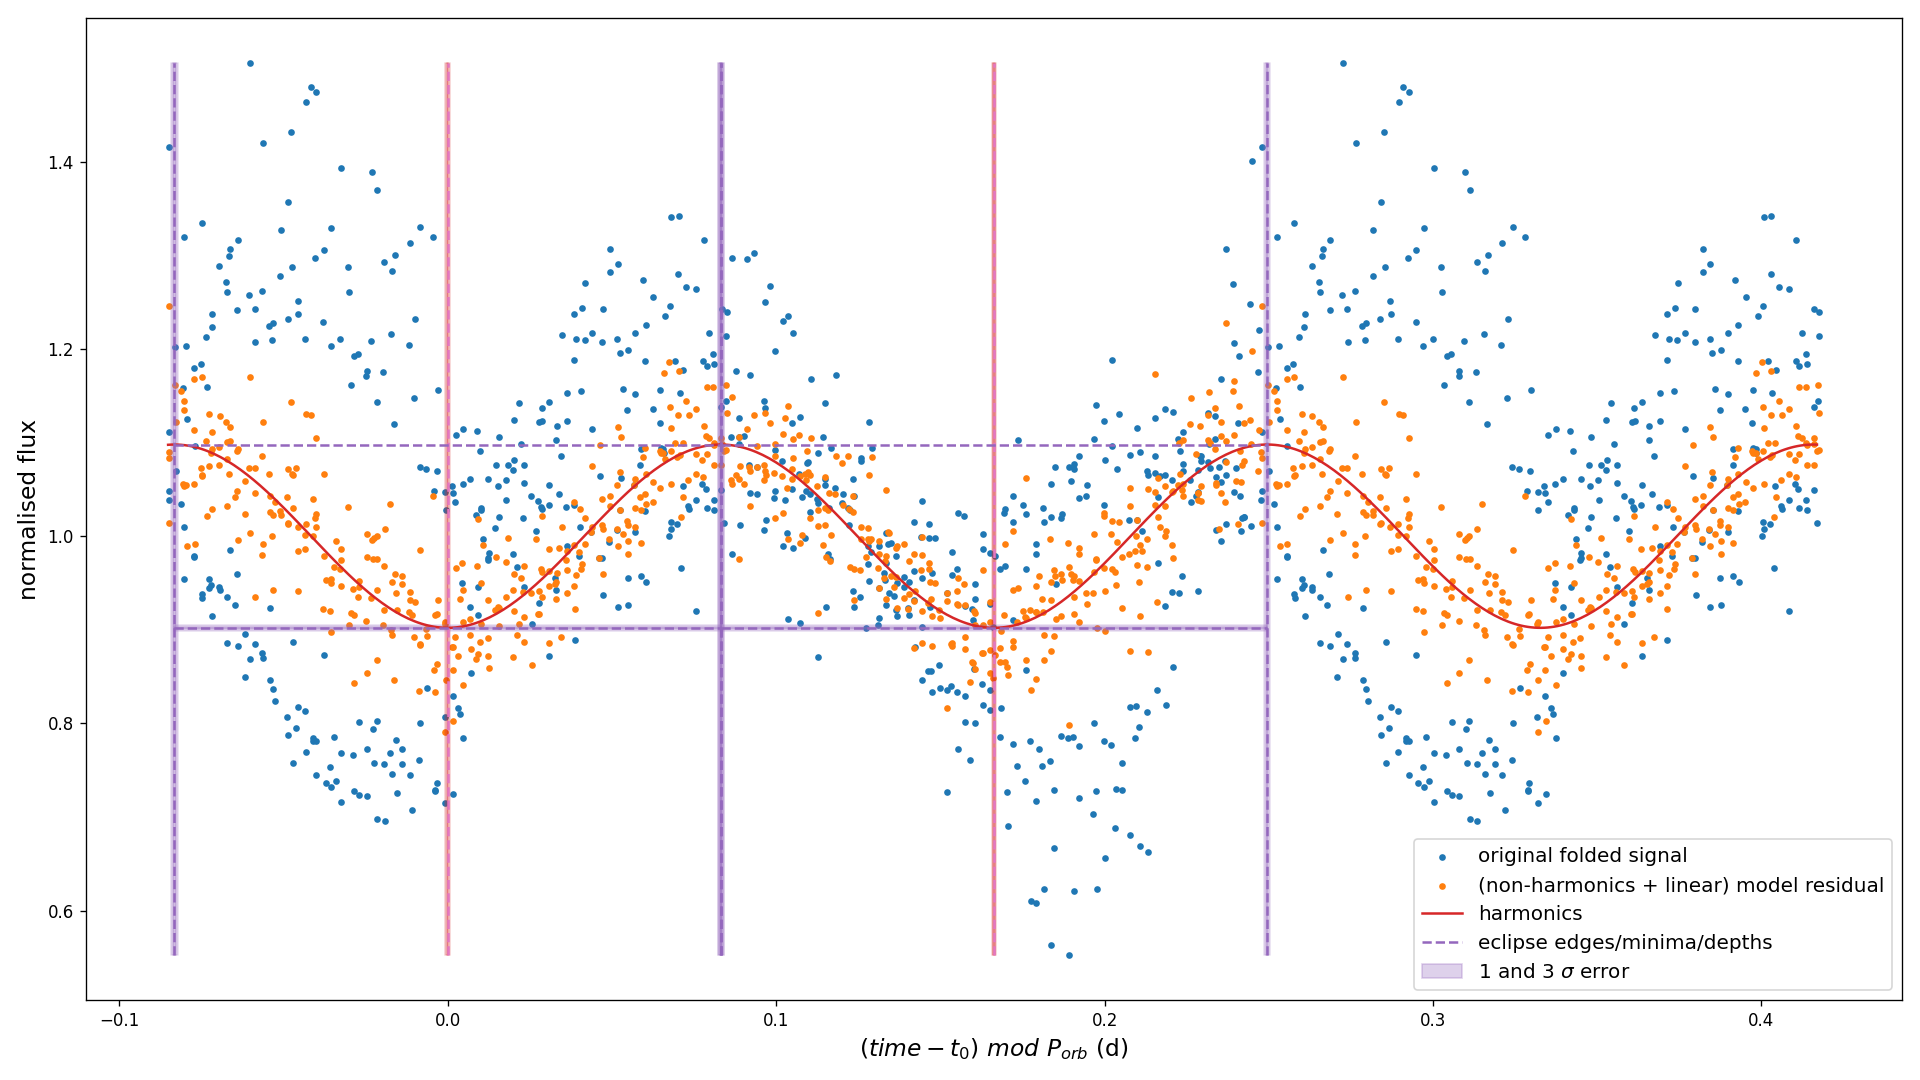 normalised flux
1.4
1.2
1.0
0.8
0.6
−0.1
0.0
0.1
0.2
0.3
0.4
(time − t₀) mod Pₒᵣb (d)
original folded signal
(non-harmonics + linear) model residual
harmonics
eclipse edges/minima/depths
1 and 3 σ error